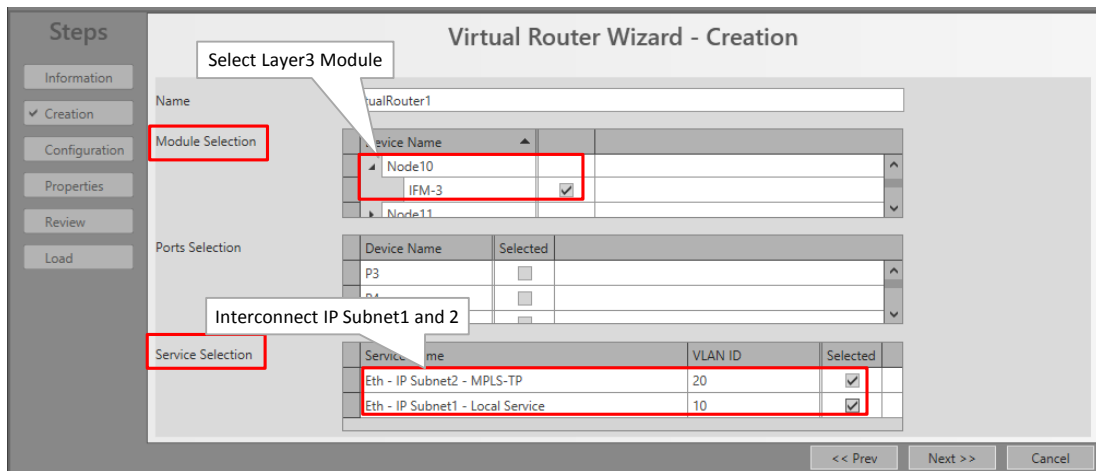 Steps
Virtual Router Wizard - Creation
Select Layer3 Module
Information
✓ Creation
Configuration
Properties
Review
Load
Name
tualRouter1
Module Selection
Device Name
Node10
IFM-3
Node11
Ports Selection
Device Name Selected
P3
Interconnect IP Subnet1 and 2
Service Selection
Service Name VLAN ID Selected
Eth - IP Subnet2 - MPLS-TP 20
Eth - IP Subnet1 - Local Service 10
<< Prev Next >> Cancel